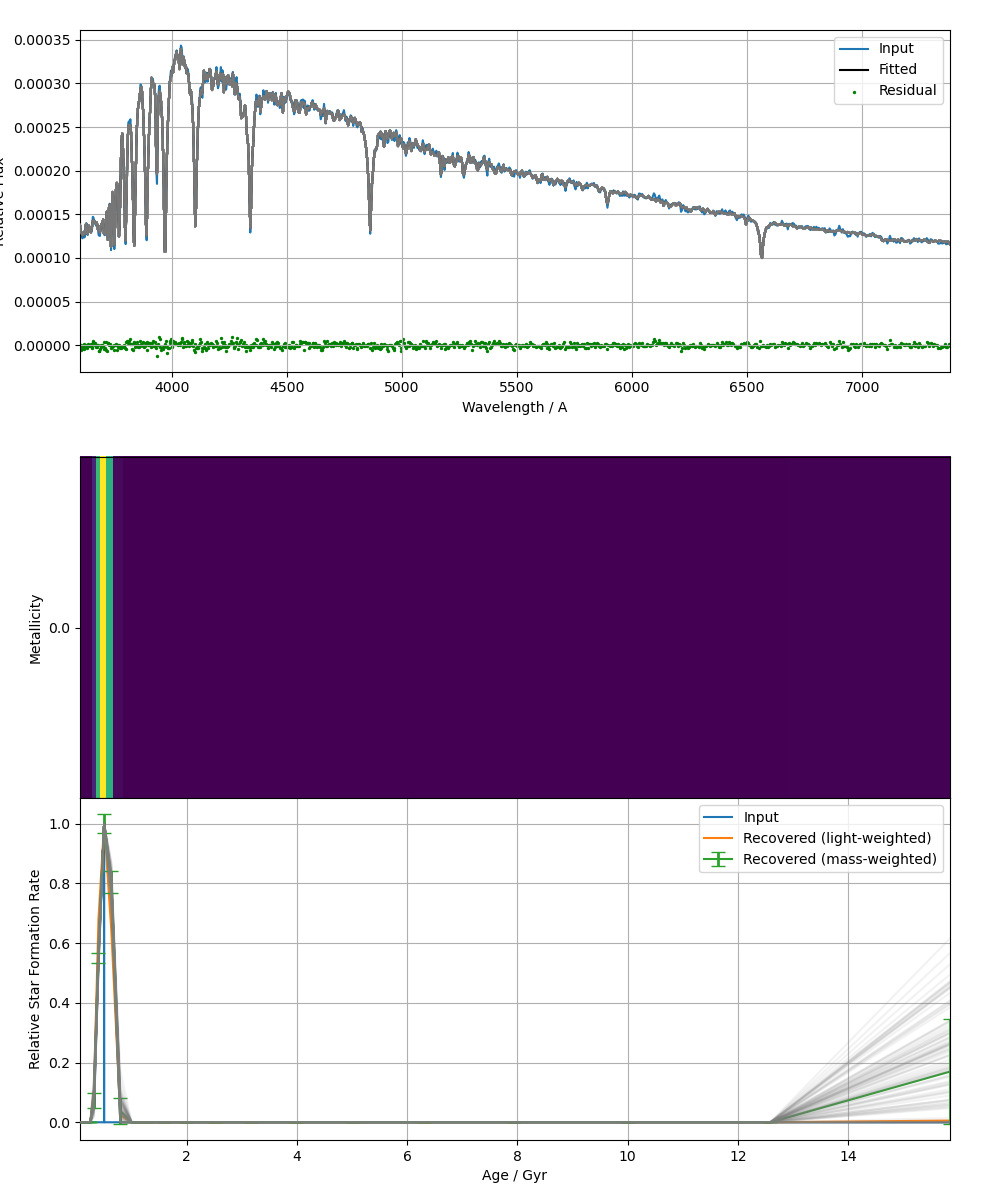 0.00035
0.00030
0.00025
0.00020
0.00015
0.00010
0.00005
0.00000
Input
Fitted
Residual
4000 4500 5000 5500 6000 6500 7000
Wavelength / A
Metallicity
0.0
Relative Star Formation Rate
1.0
0.8
0.6
0.4
0.2
0.0
Input
Recovered (light-weighted)
Recovered (mass-weighted)
2 4 6 8 10 12 14
Age / Gyr